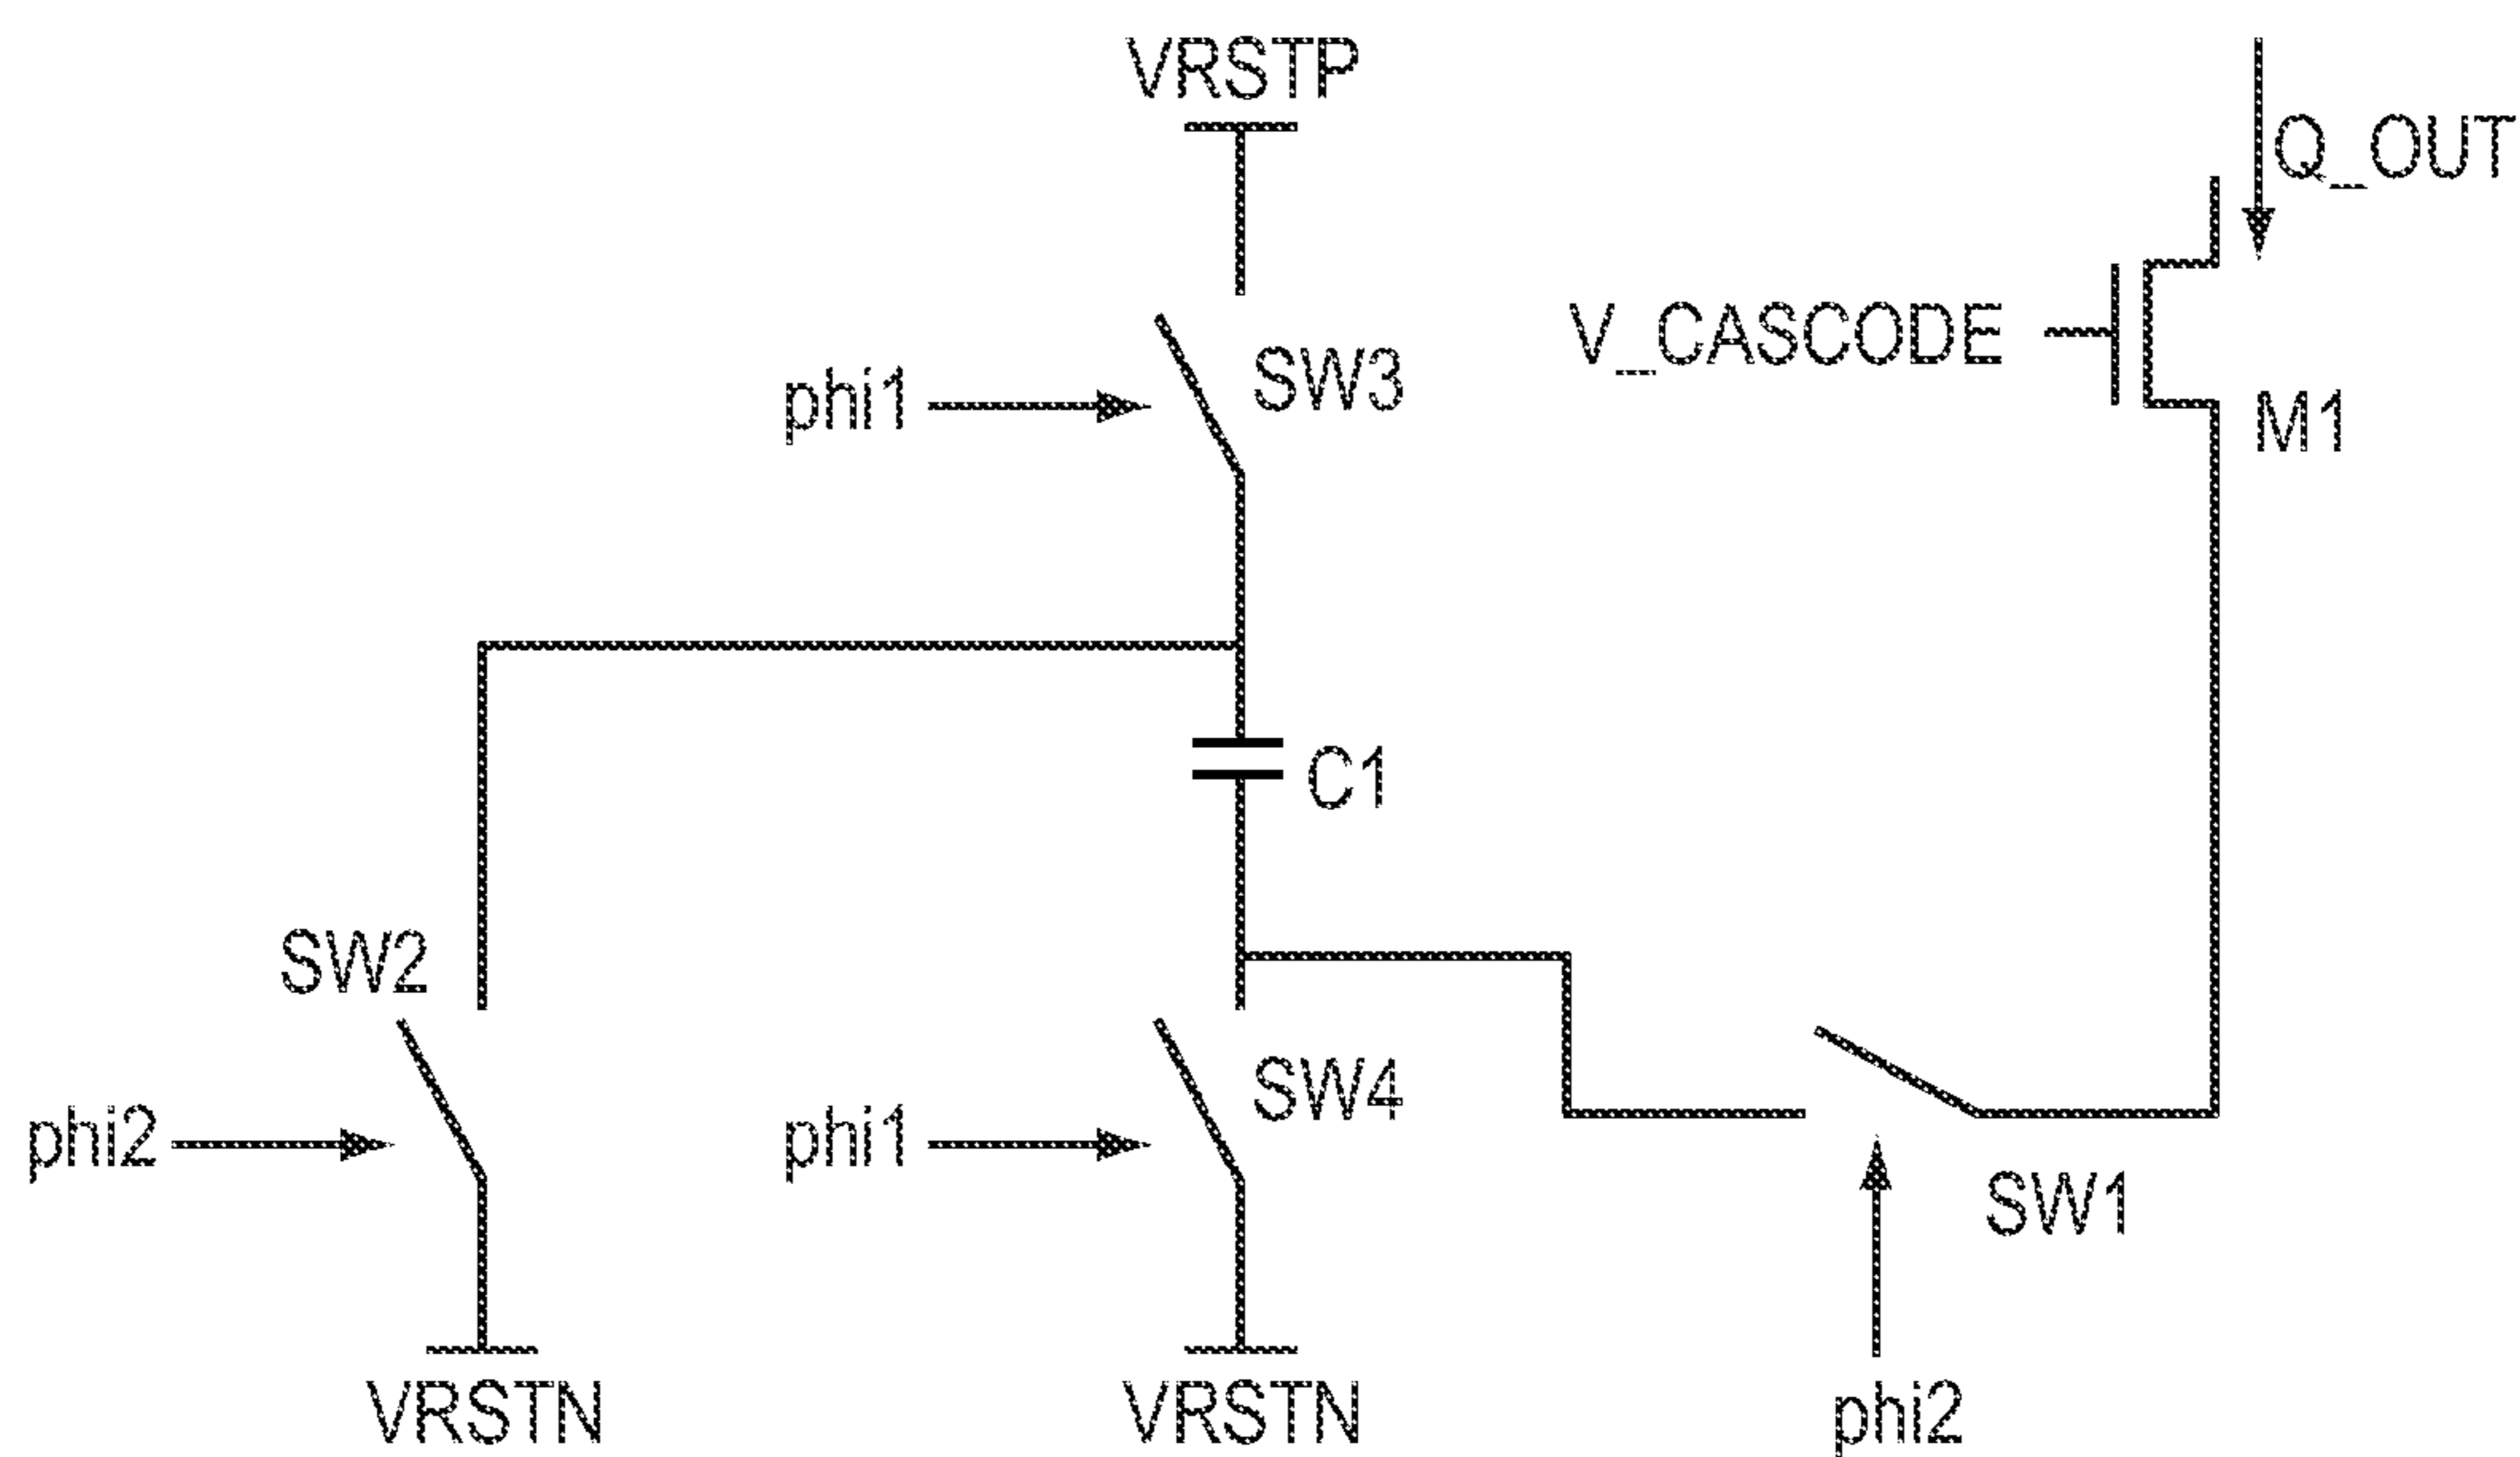 VRSTP
Q_OUT
V_CASCODE
phi1
SW3
M1
C1
SW2
SW4
phi2
phi1
SW1
VRSTN
VRSTN
phi2